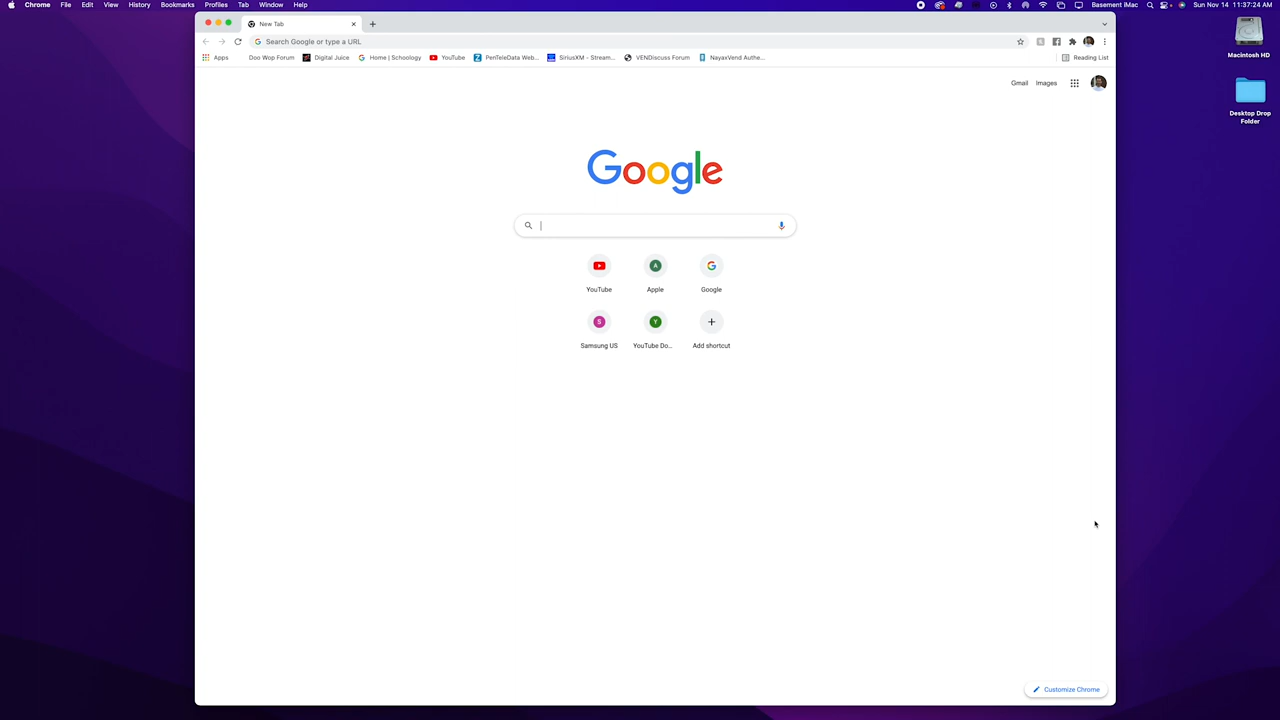 Chrome File Edit View History Bookmarks Profiles Tab Window Help Basement iMac Sun Nov 14 11:37:24 AM
New Tab
Search Google or type a URL
Apps Doo Wop Forum Digital Juice Home | Schoology YouTube PenTeleData Web... SiriusXM - Stream... VENDiscuss Forum NayaxVend Authe... Reading List
Gmail Images
Google
YouTube Apple Google
Samsung US YouTube Do... Add shortcut
Customize Chrome
Macintosh HD
Desktop Drop
Folder
A
S
Y